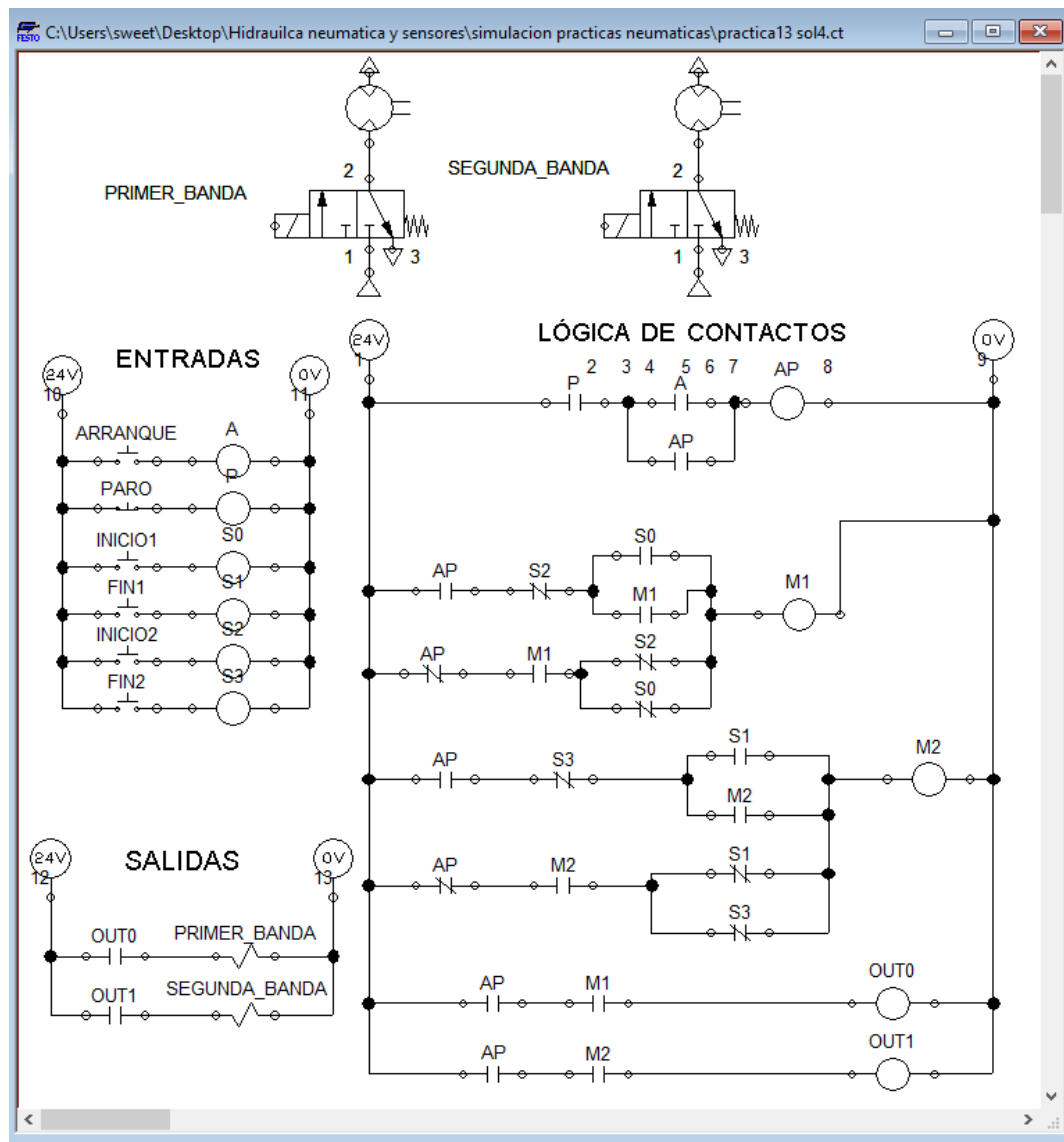 FESTO C:\Users\sweet\Desktop\Hidrauilca neumatica y sensores\simulacion practicas neumaticas\practica13 sol4.ct
PRIMER_BANDA
2
1
3
SEGUNDA_BANDA
2
1
3
ENTRADAS
24V
10
0V
11
ARRANQUE
A
PARO
P
INICIO1
S0
FIN1
S1
INICIO2
S2
FIN2
S3
LÓGICA DE CONTACTOS
24V
1
0V
9
P 2 3 4 A 5 6 7 AP 8
AP
S0
AP S2 M1 M1
AP M1 S2
S0
S1
AP S3 M2
M2
AP M2 S1
S3
AP M1 OUT0
AP M2 OUT1
SALIDAS
24V
12
0V
13
OUT0 PRIMER_BANDA
OUT1 SEGUNDA_BANDA